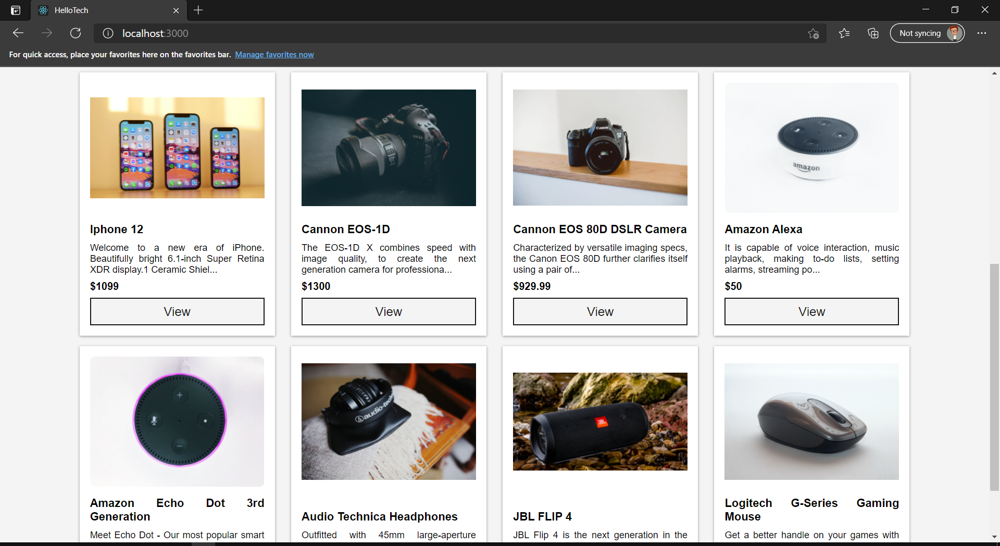 HelloTech
localhost:3000
Not syncing
For quick access, place your favorites here on the favorites bar. Manage favorites now
Canon
Canon
amazon
Iphone 12
Welcome to a new era of iPhone.
Beautifully bright 6.1-inch Super Retina
XDR display.1 Ceramic Shiel...
$1099
View
Cannon EOS-1D
The EOS-1D X combines speed with
image quality, to create the next
generation camera for professiona...
$1300
View
Cannon EOS 80D DSLR Camera
Characterized by versatile imaging specs,
the Canon EOS 80D further clarifies itself
using a pair of...
$929.99
View
Amazon Alexa
It is capable of voice interaction, music
playback, making to-do lists, setting
alarms, streaming po...
$50
View
audio-tech
JBL
Amazon Echo Dot 3rd
Generation
Meet Echo Dot - Our most popular smart
Audio Technica Headphones
Outfitted with 45mm large-aperture
JBL FLIP 4
JBL Flip 4 is the next generation in the
Logitech G-Series Gaming
Mouse
Get a better handle on your games with